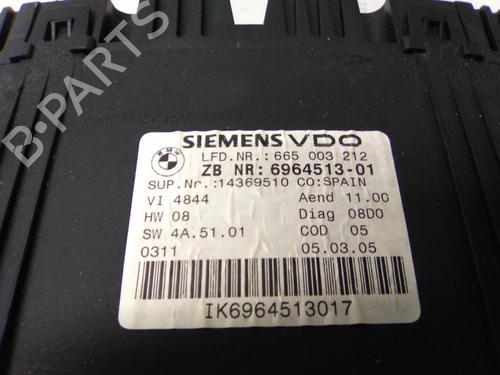 SIEMENS VDO
BMW
LFD.NR.:665 003 212
ZB NR: 6964513-01
SUP.Nr.:14369510 CO:SPAIN
VI 4844 Aend 11.00
HW 08 Diag 08D0
SW 4A.51.01 COD 05
0311 05.03.05
IK6964513017
B-PARTS